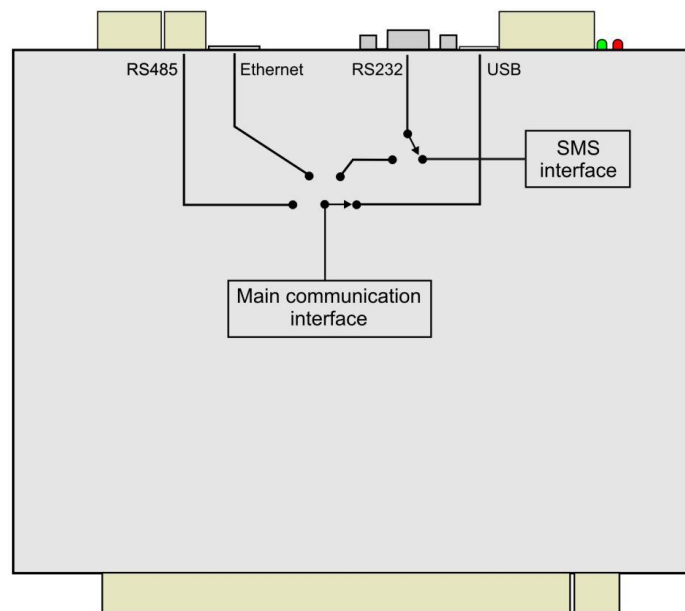 RS485
Ethernet
RS232
USB
SMS
interface
Main communication
interface